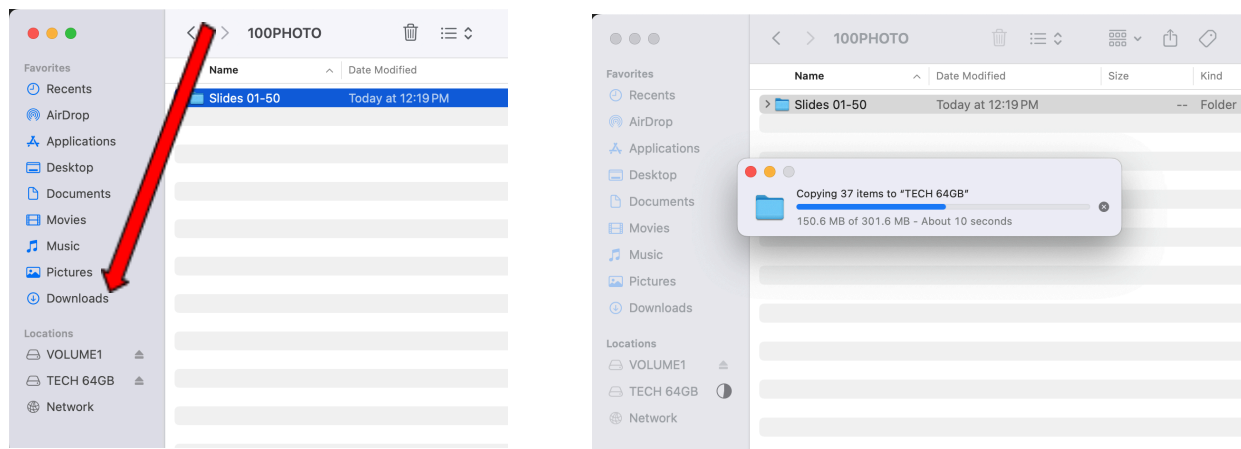 100PHOTO
Favorites
Name
Date Modified
Recents
Slides 01-50
Today at 12:19 PM
AirDrop
Applications
Desktop
Documents
Movies
Music
Pictures
Downloads
Locations
VOLUME1
TECH 64GB
Network
100PHOTO
Favorites
Name
Date Modified
Size
Kind
Recents
Slides 01-50
Today at 12:19 PM
--
Folder
AirDrop
Applications
Desktop
Documents
Movies
Music
Pictures
Downloads
Locations
VOLUME1
TECH 64GB
Network
Copying 37 items to “TECH 64GB”
150.6 MB of 301.6 MB - About 10 seconds